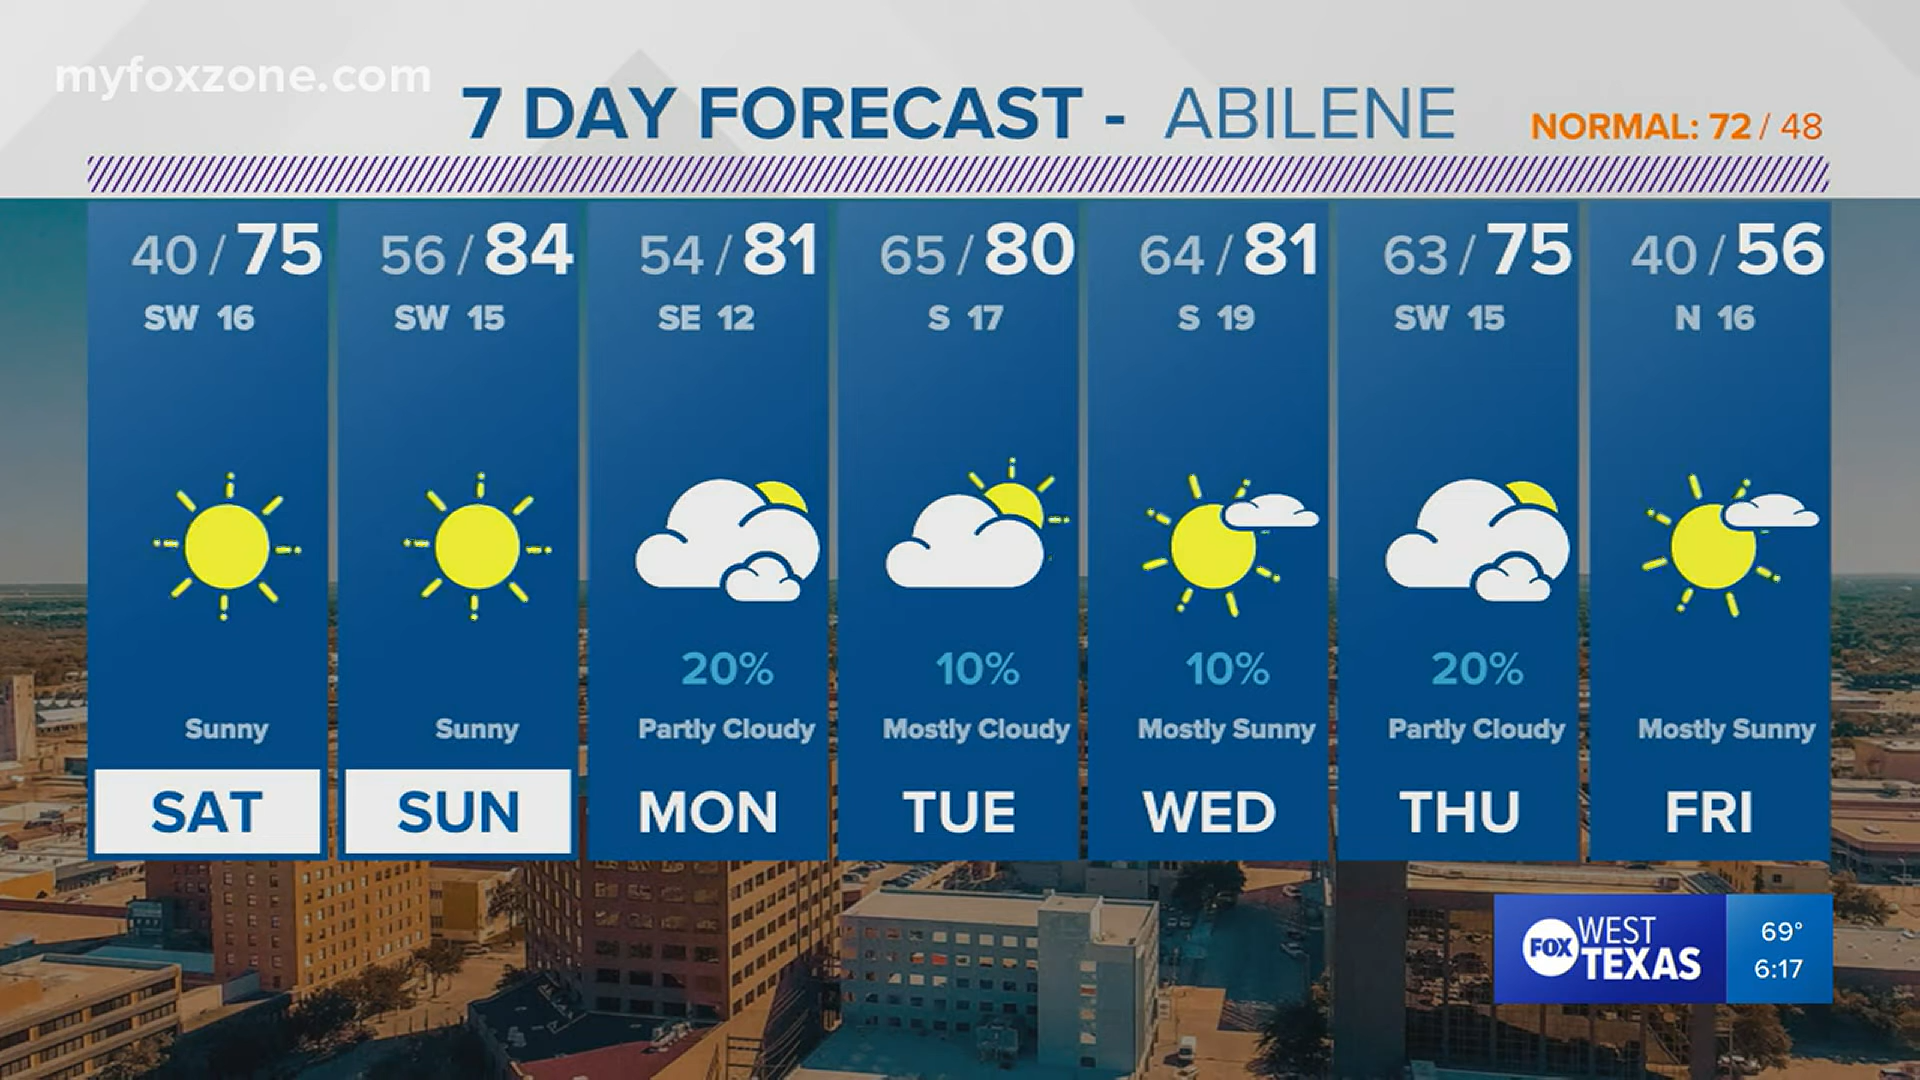 myfoxzone.com
7 DAY FORECAST - ABILENE
NORMAL: 72 / 48
40 / 75
SW 16
Sunny
SAT
56 / 84
SW 15
Sunny
SUN
54 / 81
SE 12
20%
Partly Cloudy
MON
65 / 80
S 17
10%
Mostly Cloudy
TUE
64 / 81
S 19
10%
Mostly Sunny
WED
63 / 75
SW 15
20%
Partly Cloudy
THU
40 / 56
N 16
Mostly Sunny
FRI
FOX WEST TEXAS
69°
6:17